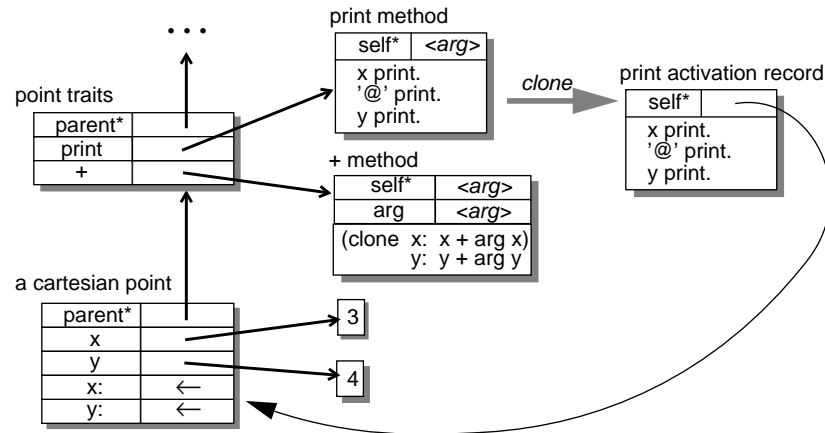 print method
self* <arg>
x print.
’@’ print.
y print.
clone
print activation record
self*
x print.
’@’ print.
y print.
• • •
point traits
parent*
print
+
+ method
self* <arg>
arg <arg>
(clone x: x + arg x)
y: y + arg y
a cartesian point
parent*
x
y
x: ←
y: ←
3
4